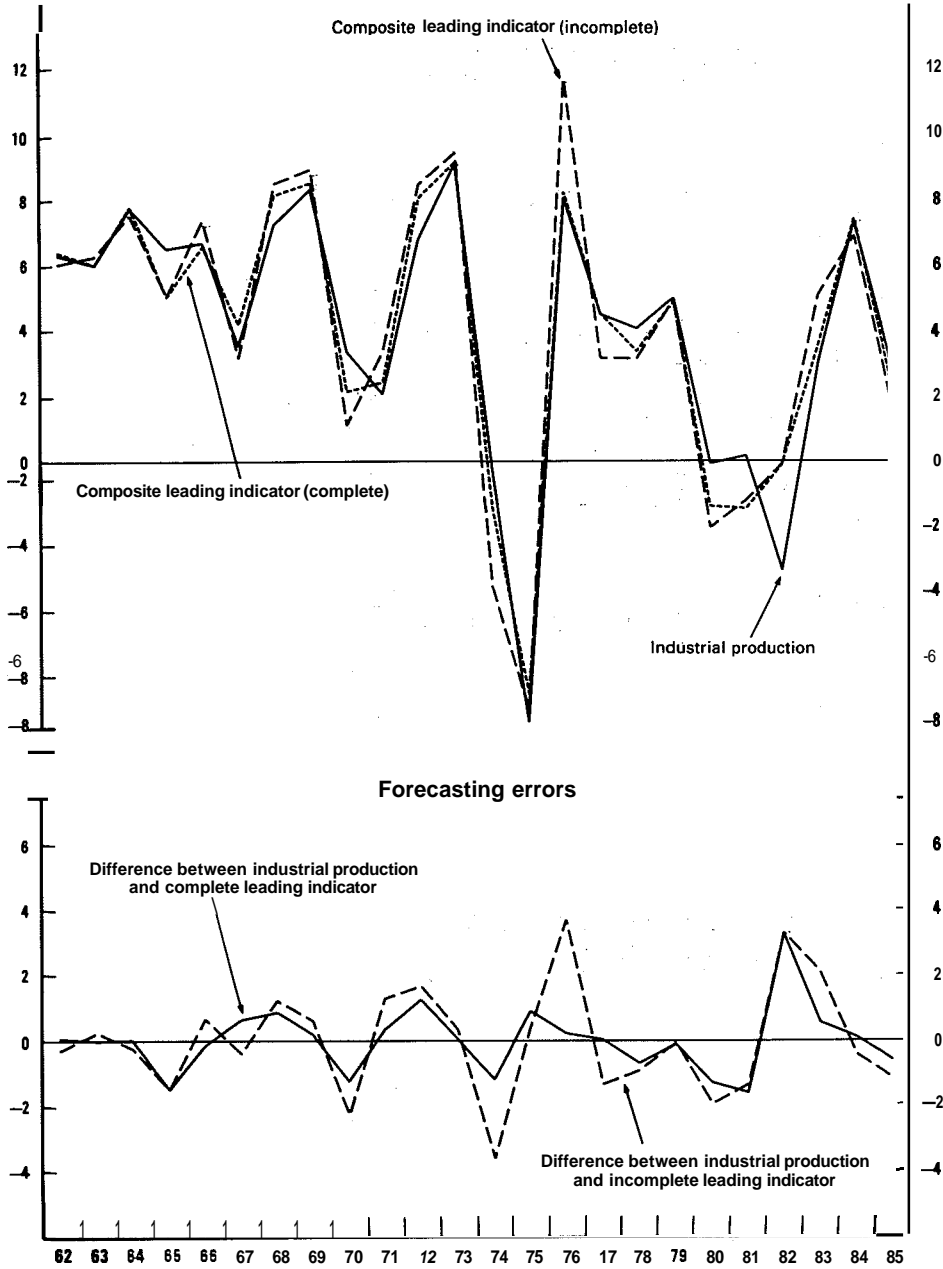 Composite leading indicator (incomplete)
12 12
10 10
8 8
6 6
4 4
2 2
0 0
–2
Composite leading indicator (complete)
–2
–4
–4
–6
Industrial production
-6 -6
–8
–8 –8
Forecasting errors
6 6
Difference between industrial production
and complete leading indicator
4 4
2 2
0 0
–2 –2
Difference between industrial production
and incomplete leading indicator
–4 –4
62 63 64 65 66 67 68 69 70 71 12 73 74 75 76 17 78 79 80 81 82 83 84 85